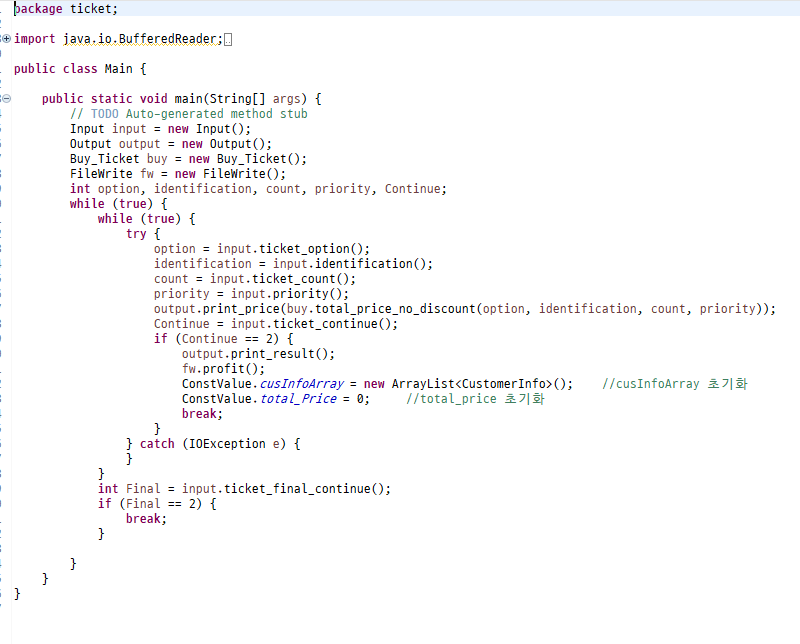 package ticket;
import java.io.BufferedReader;
public class Main {
public static void main(String[] args) {
// TODO Auto-generated method stub
Input input = new Input();
Output output = new Output();
Buy_Ticket buy = new Buy_Ticket();
FileWrite fw = new FileWrite();
int option, identification, count, priority, Continue;
while (true) {
while (true) {
try {
option = input.ticket_option();
identification = input.identification();
count = input.ticket_count();
priority = input.priority();
output.print_price(buy.total_price_no_discount(option, identification, count, priority));
Continue = input.ticket_continue();
if (Continue == 2) {
output.print_result();
fw.profit();
ConstValue.cusInfoArray = new ArrayList<CustomerInfo>();    //cusInfoArray 초기화
ConstValue.total_Price = 0;     //total_price 초기화
break;
}
} catch (IOException e) {
}
}
int Final = input.ticket_final_continue();
if (Final == 2) {
break;
}
}
}
}